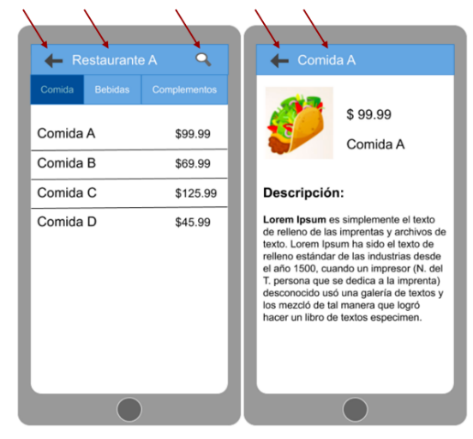 Restaurante A
Comida Bebidas Complementos
Comida A $99.99
Comida B $69.99
Comida C $125.99
Comida D $45.99
Comida A
$ 99.99
Comida A
Descripción:
Lorem Ipsum es simplemente el texto
de relleno de las imprentas y archivos de
texto. Lorem Ipsum ha sido el texto de
relleno estándar de las industrias desde
el año 1500, cuando un impresor (N. del
T. persona que se dedica a la imprenta)
desconocido usó una galería de textos y
los mezcló de tal manera que logró
hacer un libro de textos especimen.